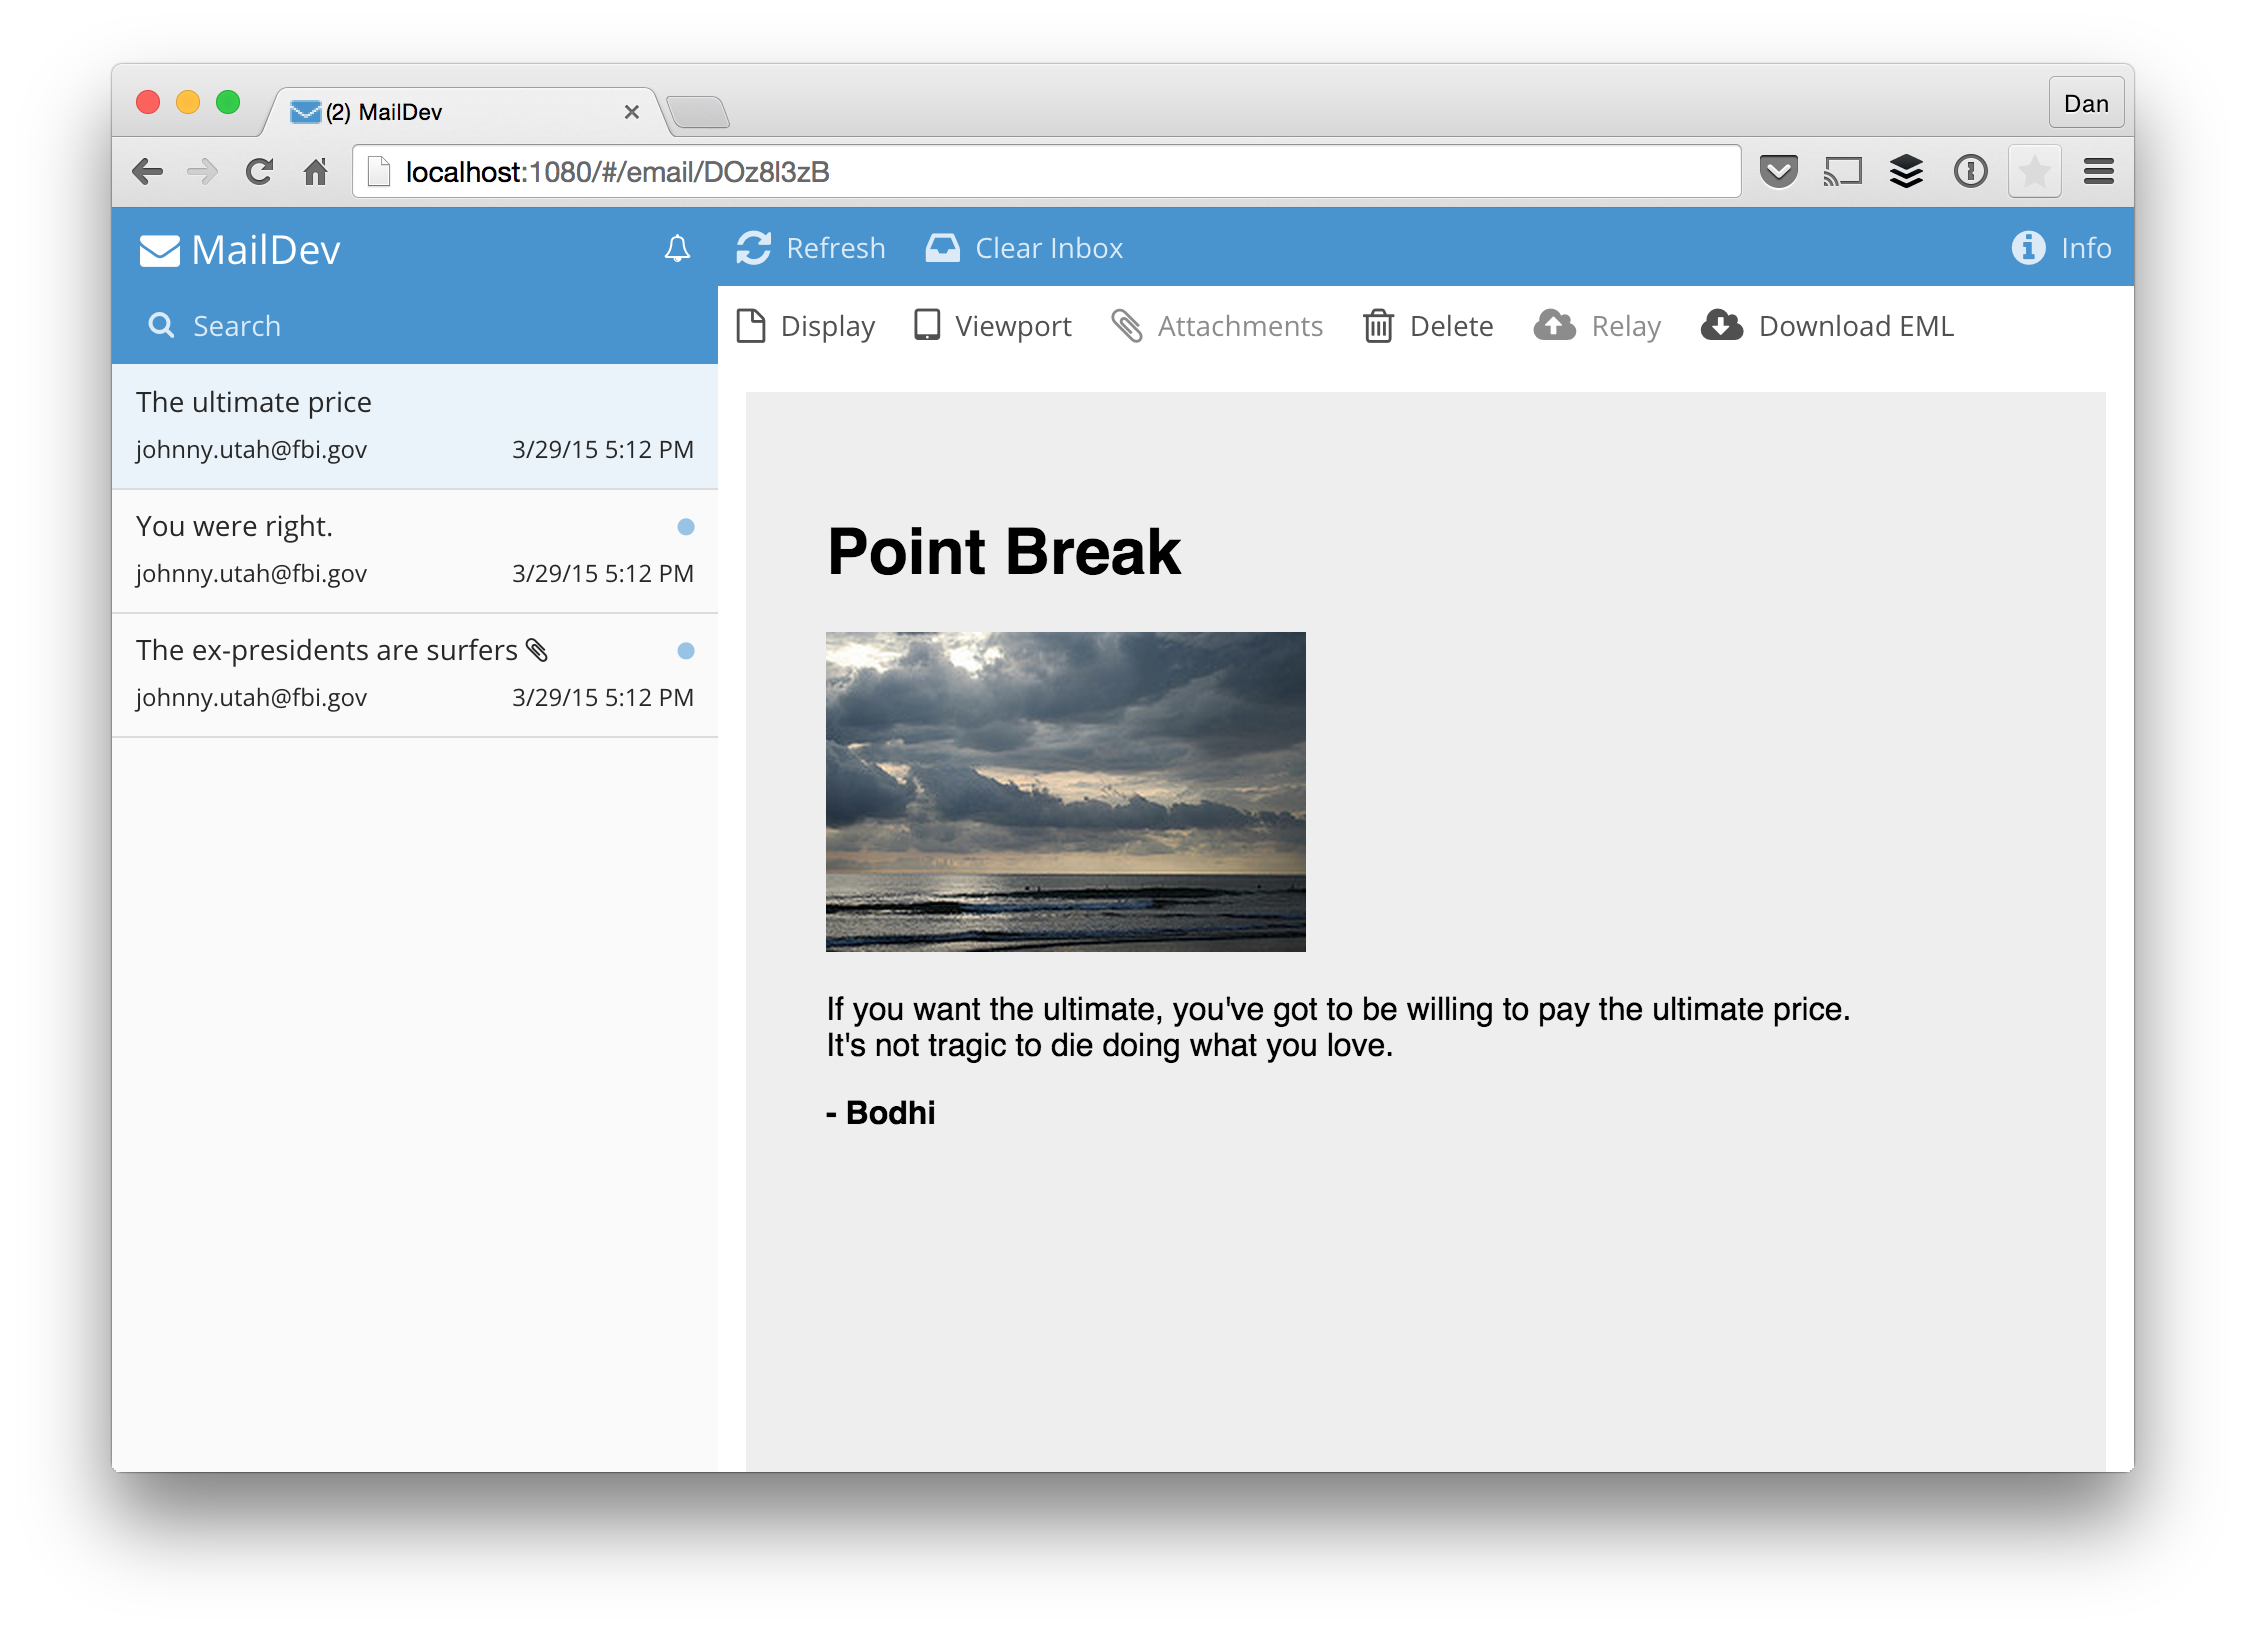 (2) MailDev
Dan
localhost:1080/#/email/DOz8l3zB
MailDev
Refresh
Clear Inbox
Info
Search
Display
Viewport
Attachments
Delete
Relay
Download EML
The ultimate price
johnny.utah@fbi.gov 3/29/15 5:12 PM
You were right.
johnny.utah@fbi.gov 3/29/15 5:12 PM
The ex-presidents are surfers
johnny.utah@fbi.gov 3/29/15 5:12 PM
Point Break
If you want the ultimate, you've got to be willing to pay the ultimate price.
It's not tragic to die doing what you love.
- Bodhi